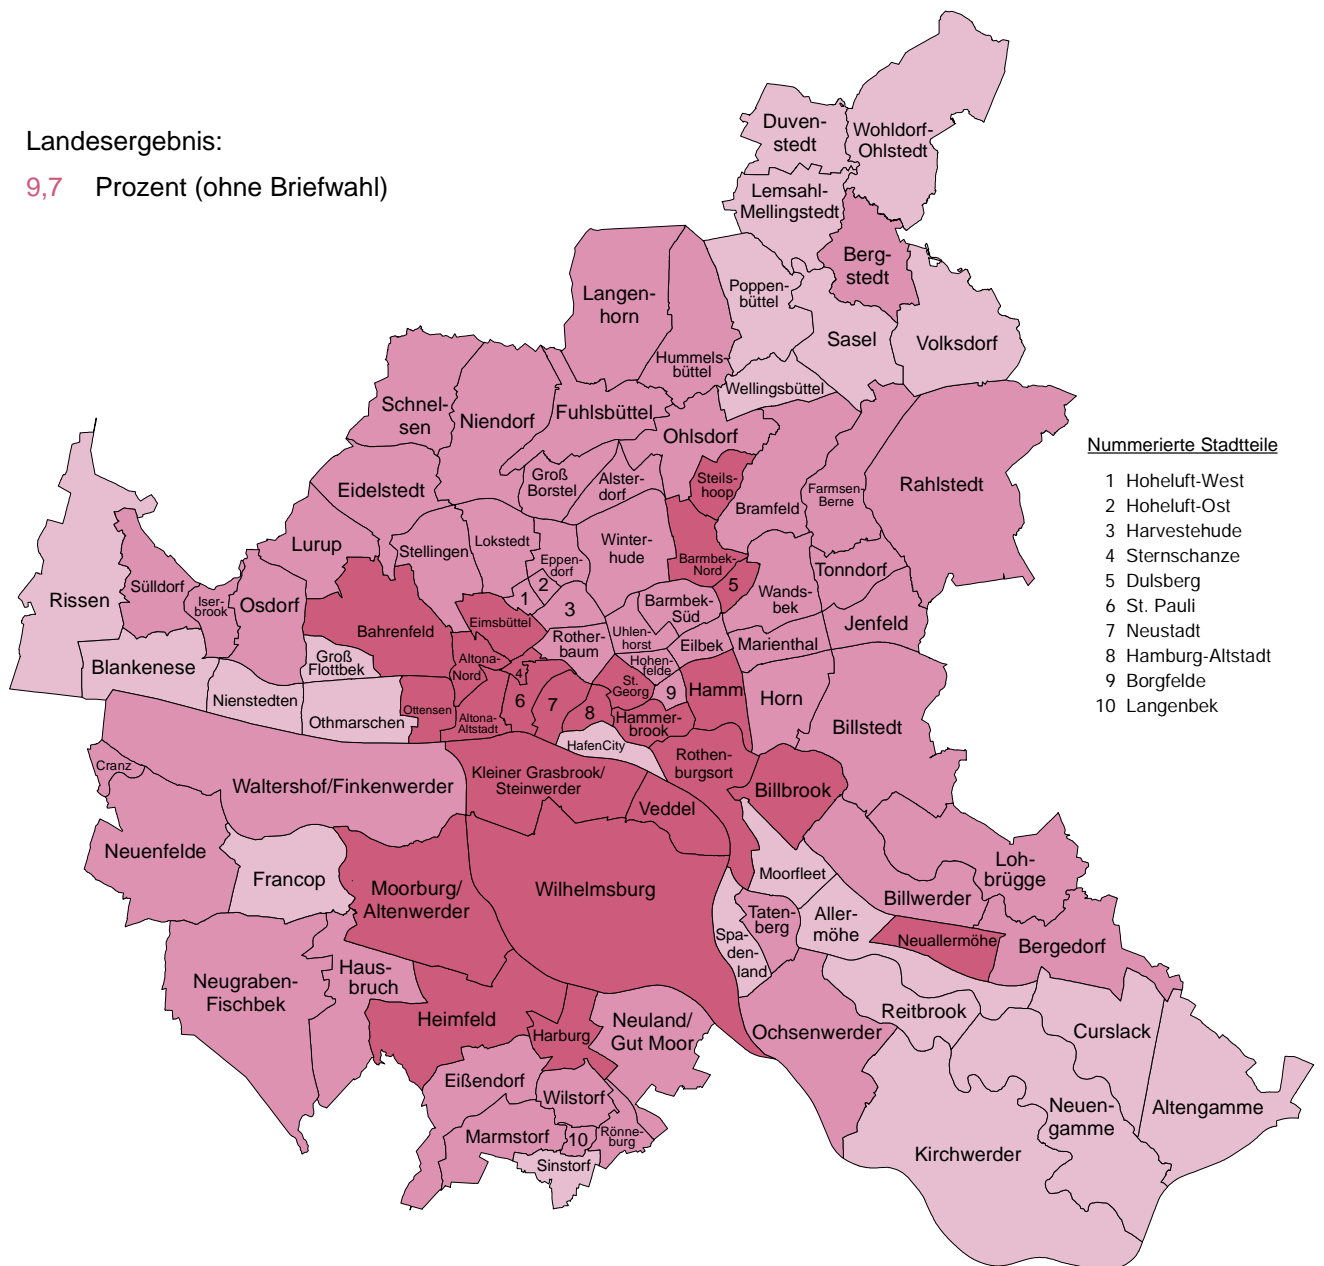 Landesergebnis:
9,7 Prozent (ohne Briefwahl)
Duven-
stedt
Wohldorf-
Ohlstedt
Lemsahl-
Mellingstedt
Berg-
stedt
Poppen-
büttel
Langen-
horn
Sasel
Volksdorf
Hummels-
büttel
Wellingsbüttel
Schnel-
sen
Niendorf
Fuhlsbüttel
Ohlsdorf
Nummerierte Stadtteile
1 Hoheluft-West
2 Hoheluft-Ost
3 Harvestehude
4 Sternschanze
5 Dulsberg
6 St. Pauli
7 Neustadt
8 Hamburg-Altstadt
9 Borgfelde
10 Langenbek
Eidelstedt
Groß
Borstel
Alster-
dorf
Steils-
hoop
Bramfeld
Farmsen-
Berne
Rahlstedt
Lurup
Stellingen
Lokstedt
Eppen-
dorf
Winter-
hude
Barmbek-
Nord
5
Tonndorf
Rissen
Sülldorf
Iser-
brook
Osdorf
1
2
3
Barmbek-
Süd
Wands-
bek
Jenfeld
Bahrenfeld
Eimsbüttel
Rother-
baum
Uhlen-
horst
Eilbek
Marienthal
Blankenese
Groß
Flottbek
Altona-
Nord
4
St.
Georg
Hohen-
felde
9
Hamm
Horn
Billstedt
Nienstedten
Othmarschen
Ottensen
Altona-
Altstadt
6
7
8
Hammer-
brook
HafenCity
Cranz
Waltershof/Finkenwerder
Kleiner Grasbrook/
Steinwerder
Rothen-
burgsort
Billbrook
Veddel
Neuenfelde
Francop
Moorburg/
Altenwerder
Wilhelmsburg
Moorfleet
Billwerder
Loh-
brügge
Spa-
den-
land
Taten-
berg
Aller-
möhe
Neuallermöhe
Bergedorf
Neugraben-
Fischbek
Haus-
bruch
Heimfeld
Harburg
Neuland/
Gut Moor
Ochsenwerder
Reitbrook
Curslack
Eißendorf
Wilstorf
Neuen-
gamme
Altengamme
Marmstorf
10
Rönne-
burg
Sinstorf
Kirchwerder